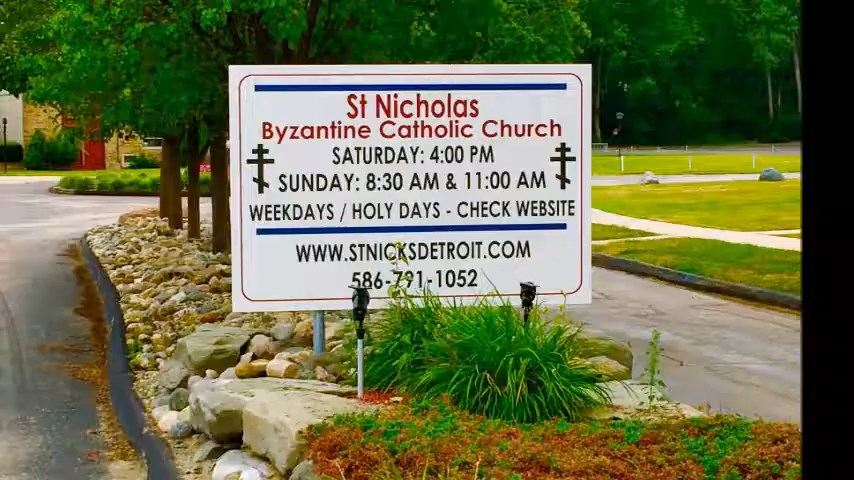 St Nicholas
Byzantine Catholic Church
SATURDAY: 4:00 PM
SUNDAY: 8:30 AM & 11:00 AM
WEEKDAYS / HOLY DAYS - CHECK WEBSITE
WWW.STNICKSDETROIT.COM
586-791-1052